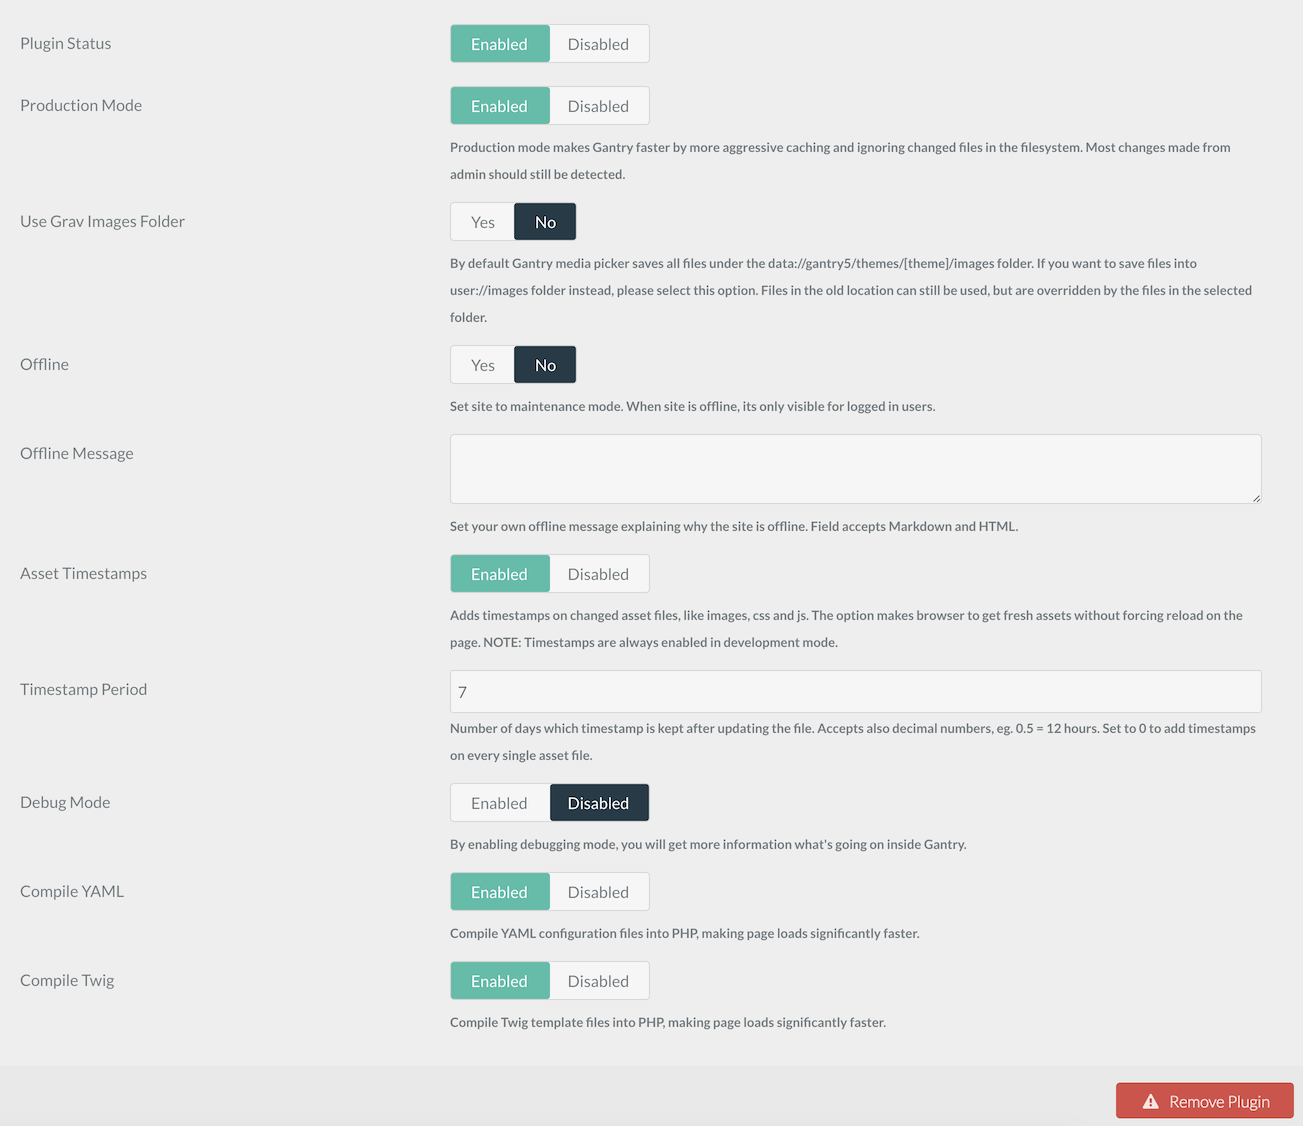 Plugin Status
Enabled Disabled
Production Mode
Enabled Disabled
Production mode makes Gantry faster by more aggressive caching and ignoring changed files in the filesystem. Most changes made from
admin should still be detected.
Use Grav Images Folder
Yes No
By default Gantry media picker saves all files under the data://gantry5/themes/[theme]/images folder. If you want to save files into
user://images folder instead, please select this option. Files in the old location can still be used, but are overridden by the files in the selected
folder.
Offline
Yes No
Set site to maintenance mode. When site is offline, its only visible for logged in users.
Offline Message
Set your own offline message explaining why the site is offline. Field accepts Markdown and HTML.
Asset Timestamps
Enabled Disabled
Adds timestamps on changed asset files, like images, css and js. The option makes browser to get fresh assets without forcing reload on the
page. NOTE: Timestamps are always enabled in development mode.
Timestamp Period
7
Number of days which timestamp is kept after updating the file. Accepts also decimal numbers, eg. 0.5 = 12 hours. Set to 0 to add timestamps
on every single asset file.
Debug Mode
Enabled Disabled
By enabling debugging mode, you will get more information what's going on inside Gantry.
Compile YAML
Enabled Disabled
Compile YAML configuration files into PHP, making page loads significantly faster.
Compile Twig
Enabled Disabled
Compile Twig template files into PHP, making page loads significantly faster.
Remove Plugin